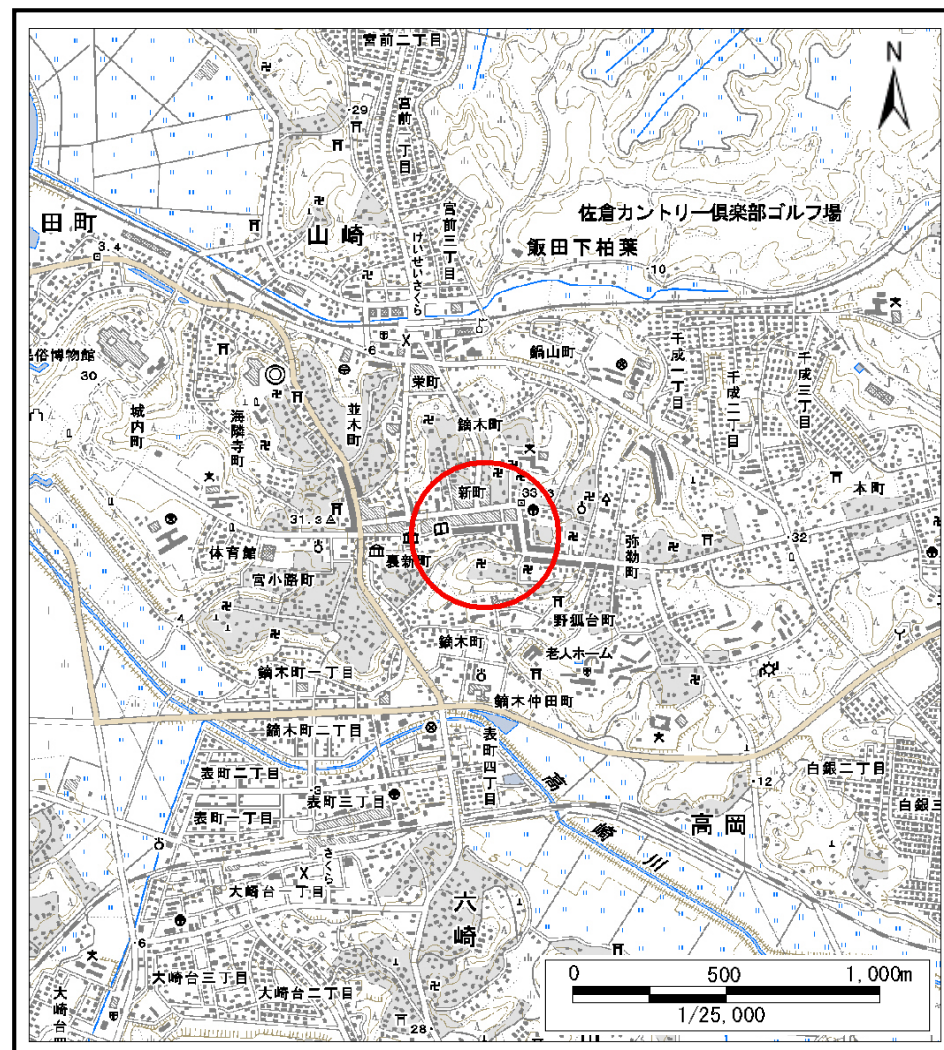 宮前二丁目
29
宮前一丁目
N
佐倉カントリー倶楽部ゴルフ場
田町
山崎
宮前三丁目
飯田下柏葉
3.4
けいせいさくら
10
民俗博物館
6
鍋山町
千成一丁目
千成二丁目
千成三丁目
30
栄町
城内町
海隣寺町
並木町
鏑木町
本町
新町
33.3
31.3
32
体育館
裏新町
弥勒町
宮小路町
野狐台町
4
鏑木町
老人ホーム
鏑木町一丁目
鏑木仲田町
鏑木町二丁目
表町四丁目
高崎川
表町二丁目
12
白銀二丁目
3
表町三丁目
白銀三
表町一丁目
高岡
さくら
大崎台一丁目
六崎
6
大崎台三丁目
大崎台二丁目
大崎台四
28
0 500 1,000m
1/25,000